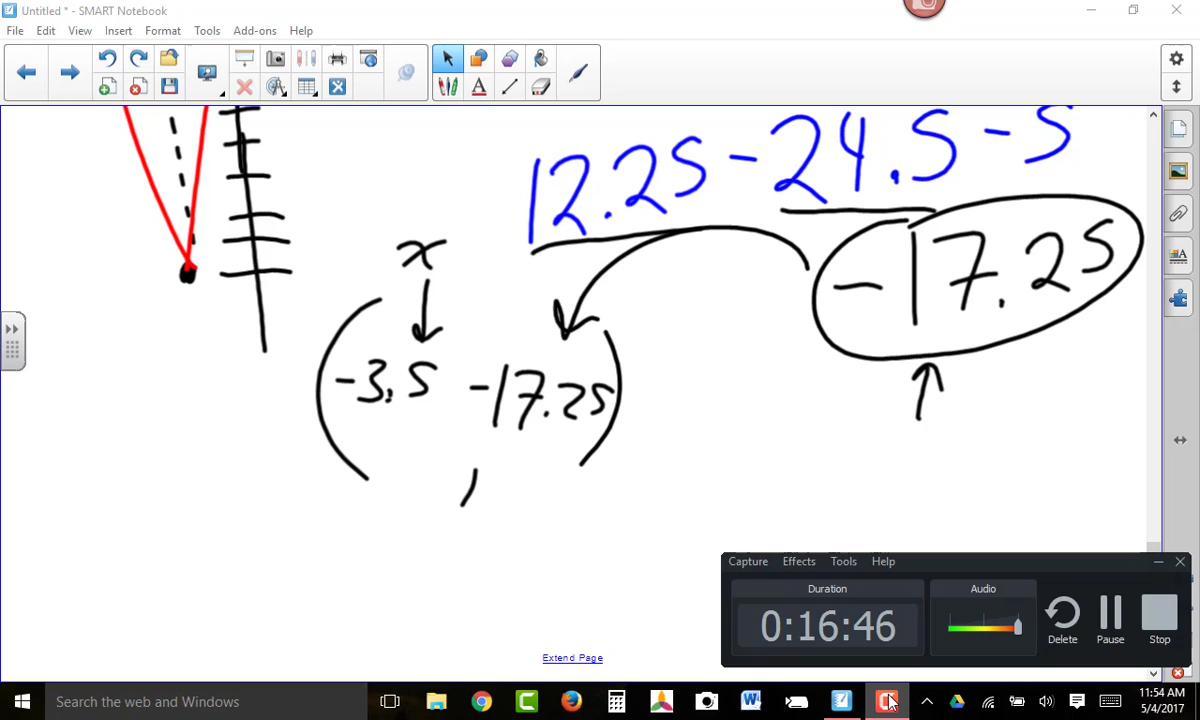 Untitled * - SMART Notebook
File Edit View Insert Format Tools Add-ons Help
12.25 - 24.5 - 5
-17.25
x
(-3.5 , -17.25)
Capture Effects Tools Help
Duration
0:16:46
Audio
Delete Pause Stop
Extend Page
Search the web and Windows
11:54 AM
5/4/2017